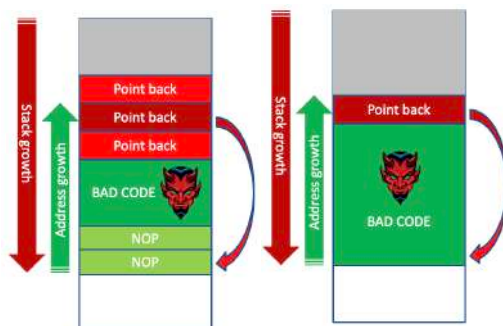 Stack growth
Address growth
Point back
Point back
Point back
BAD CODE
NOP
NOP
Stack growth
Address growth
Point back
BAD CODE